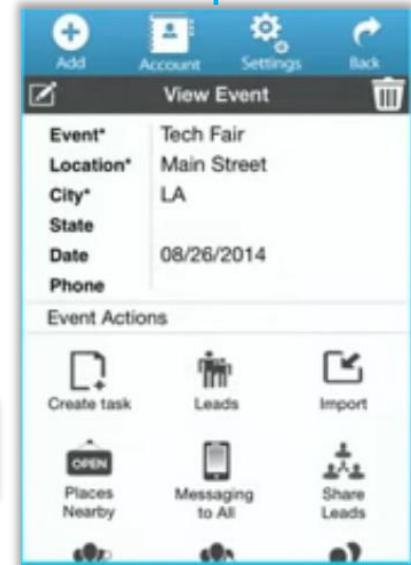 Add Account Settings Back
View Event
Event* Tech Fair
Location* Main Street
City* LA
State
Date 08/26/2014
Phone
Event Actions
Create task Leads Import
OPEN
Places Messaging Share
Nearby to All Leads